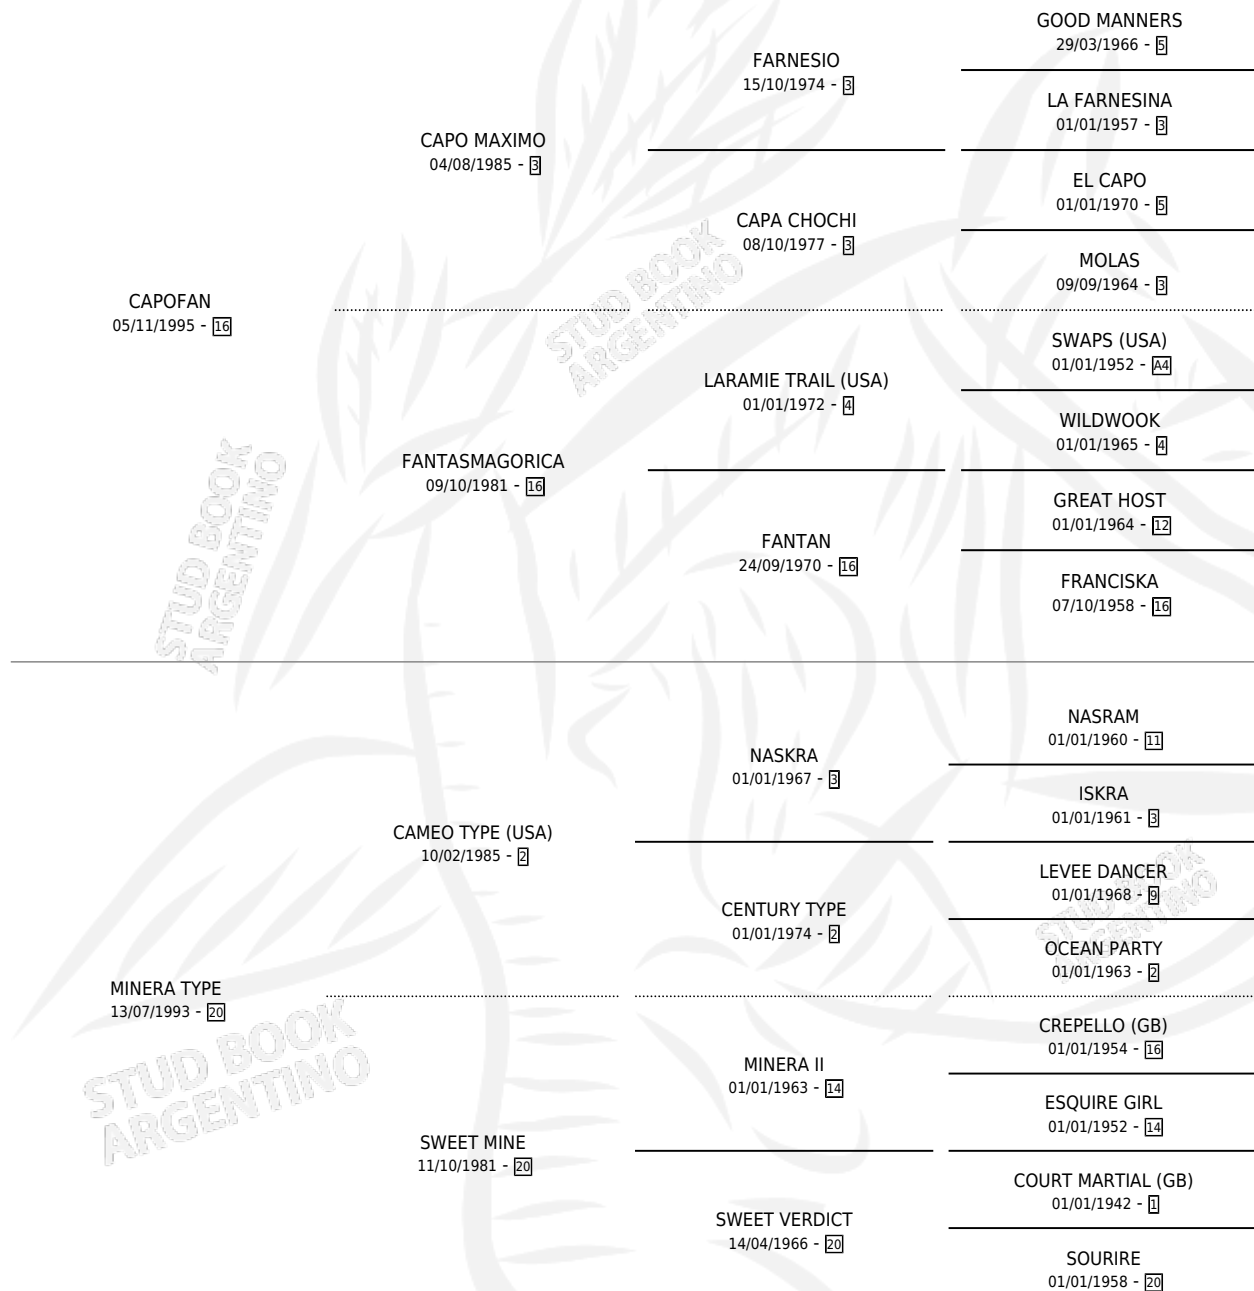 GOOD MANNERS
29/03/1966 - 5
FARNESIO
15/10/1974 - 3
LA FARNESINA
01/01/1957 - 3
CAPO MAXIMO
04/08/1985 - 3
EL CAPO
01/01/1970 - 5
CAPA CHOCHI
08/10/1977 - 3
MOLAS
09/09/1964 - 3
CAPOFAN
05/11/1995 - 16
SWAPS (USA)
01/01/1952 - A4
LARAMIE TRAIL (USA)
01/01/1972 - 4
WILDWOOK
01/01/1965 - 4
FANTASMAGORICA
09/10/1981 - 16
GREAT HOST
01/01/1964 - 12
FANTAN
24/09/1970 - 16
FRANCISKA
07/10/1958 - 16
NASRAM
01/01/1960 - 11
NASKRA
01/01/1967 - 3
ISKRA
01/01/1961 - 3
CAMEO TYPE (USA)
10/02/1985 - 2
LEVEE DANCER
01/01/1968 - 9
CENTURY TYPE
01/01/1974 - 2
OCEAN PARTY
01/01/1963 - 2
MINERA TYPE
13/07/1993 - 20
CREPELLO (GB)
01/01/1954 - 16
MINERA II
01/01/1963 - 14
ESQUIRE GIRL
01/01/1952 - 14
SWEET MINE
11/10/1981 - 20
COURT MARTIAL (GB)
01/01/1942 - 1
SWEET VERDICT
14/04/1966 - 20
SOURIRE
01/01/1958 - 20
STUD BOOK
ARGENTINO
STUD BOOK
ARGENTINO
STUD BOOK
ARGENTINO
STUD BOOK
ARGENTINO